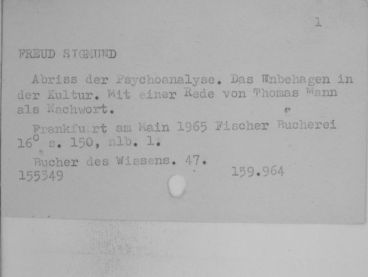 1
FREUD SIGMUND
Abriss der Psychoanalyse. Das Unbehagen in
der Kultur. Mit einer Rede von Thomas Mann
als Nachwort.
Frankfurt am Main 1965 Fischer Bucherei
16° s. 150, nlb. 1.
Bucher des Wissens. 47.
155349 159.964